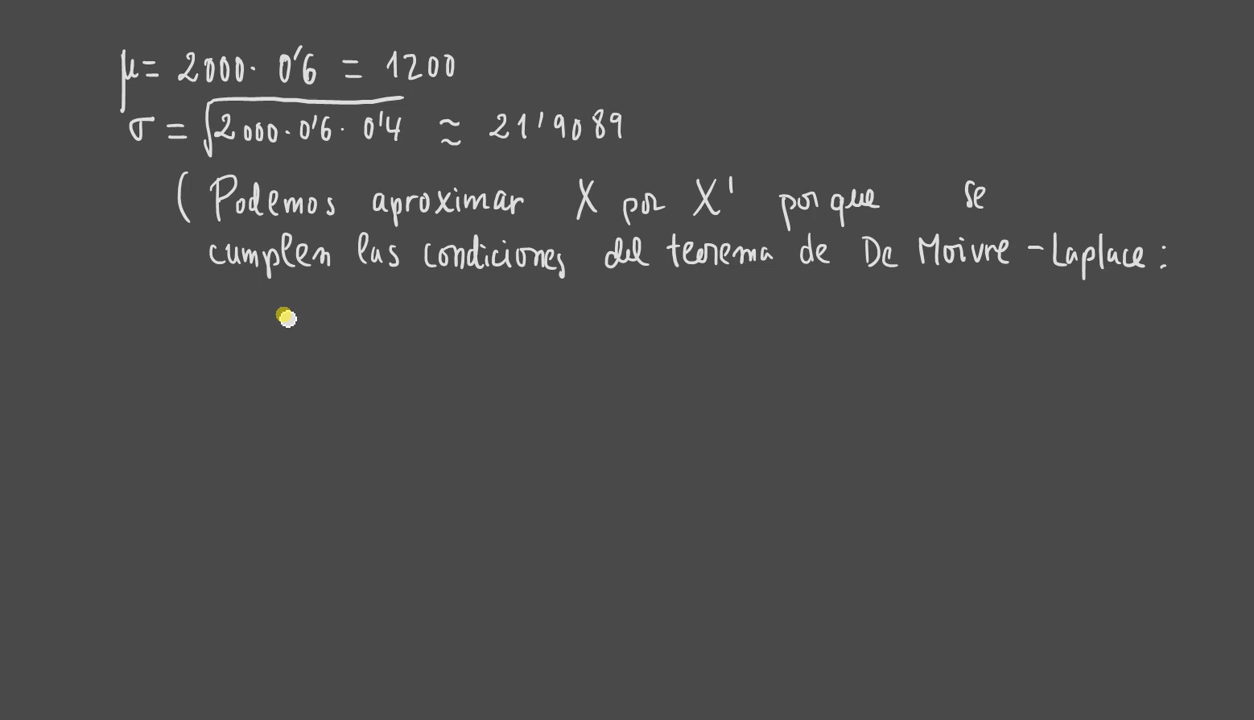 μ = 2000 · 0'6 = 1200
σ = √2000 · 0'6 · 0'4 ≈ 21'9089
( Podemos aproximar X por X' porque se
cumplen las condiciones del teorema de De Moivre - Laplace :